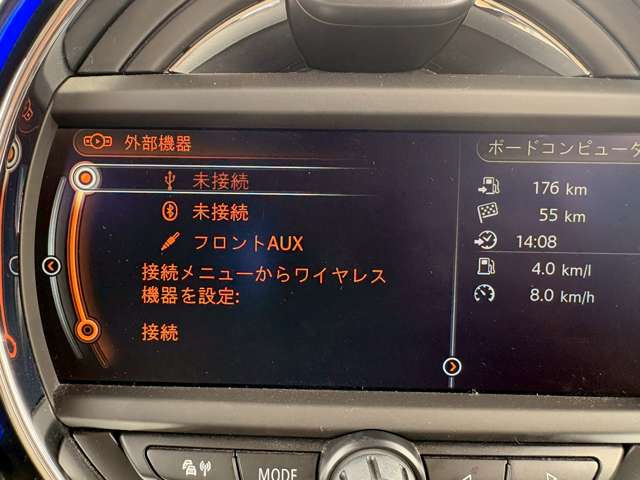 外部機器
未接続
未接続
フロントAUX
接続メニューからワイヤレス
機器を設定:
接続
ボードコンピュータ
176 km
55 km
14:08
4.0 km/l
8.0 km/h
MODE